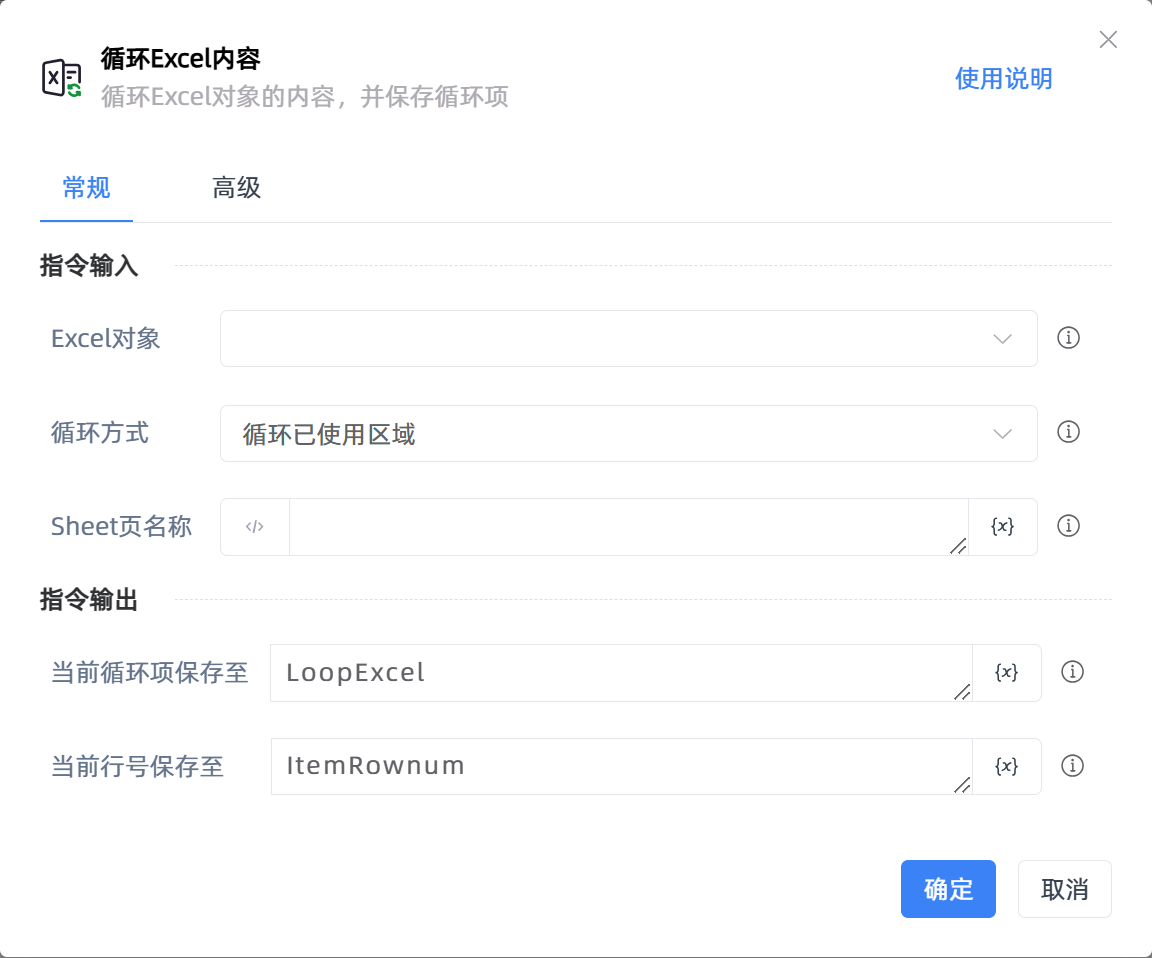 循环Excel内容
循环Excel对象的内容，并保存循环项
使用说明
常规
高级
指令输入
Excel对象
循环方式
循环已使用区域
Sheet页名称
</>
{x}
指令输出
当前循环项保存至
LoopExcel
{x}
当前行号保存至
ItemRownum
{x}
确定
取消